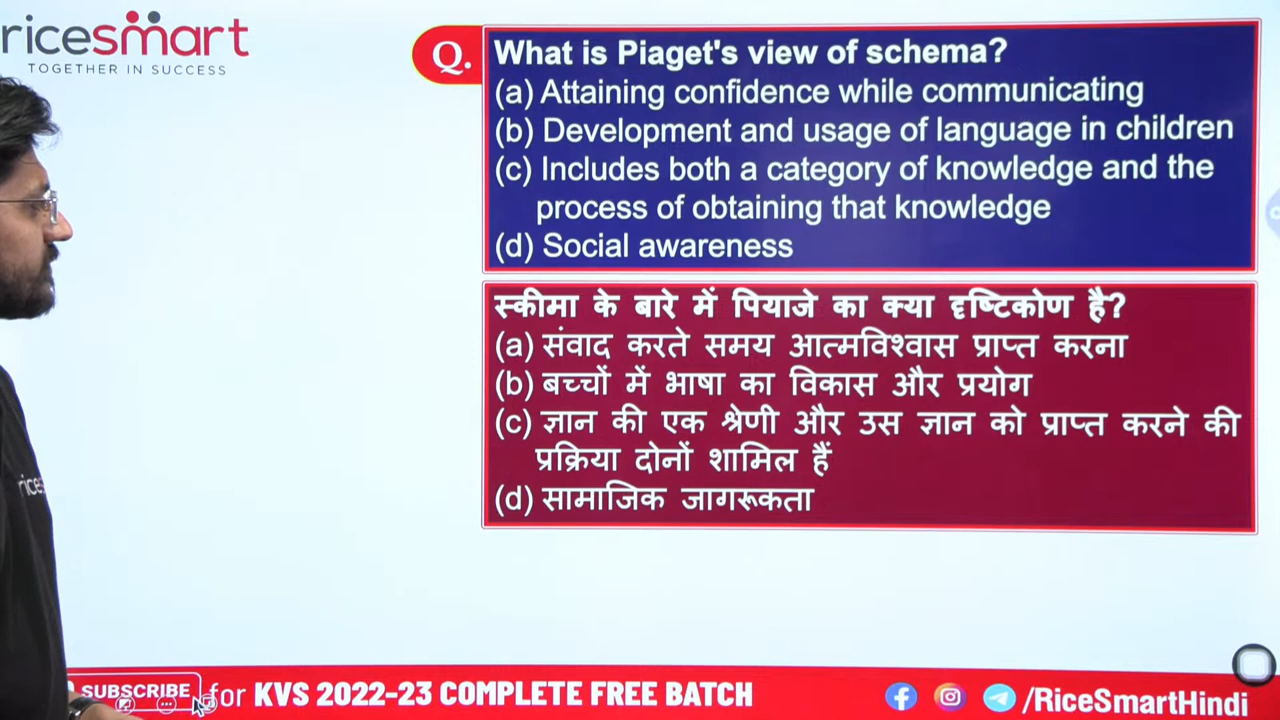 ricesmart
TOGETHER IN SUCCESS
Q.
What is Piaget's view of schema?
(a) Attaining confidence while communicating
(b) Development and usage of language in children
(c) Includes both a category of knowledge and the
process of obtaining that knowledge
(d) Social awareness
स्कीमा के बारे में पियाजे का क्या दृष्टिकोण है?
(a) संवाद करते समय आत्मविश्वास प्राप्त करना
(b) बच्चों में भाषा का विकास और प्रयोग
(c) ज्ञान की एक श्रेणी और उस ज्ञान को प्राप्त करने की
प्रक्रिया दोनों शामिल हैं
(d) सामाजिक जागरूकता
rices
SUBSCRIBE for KVS 2022-23 COMPLETE FREE BATCH
/RiceSmartHindi